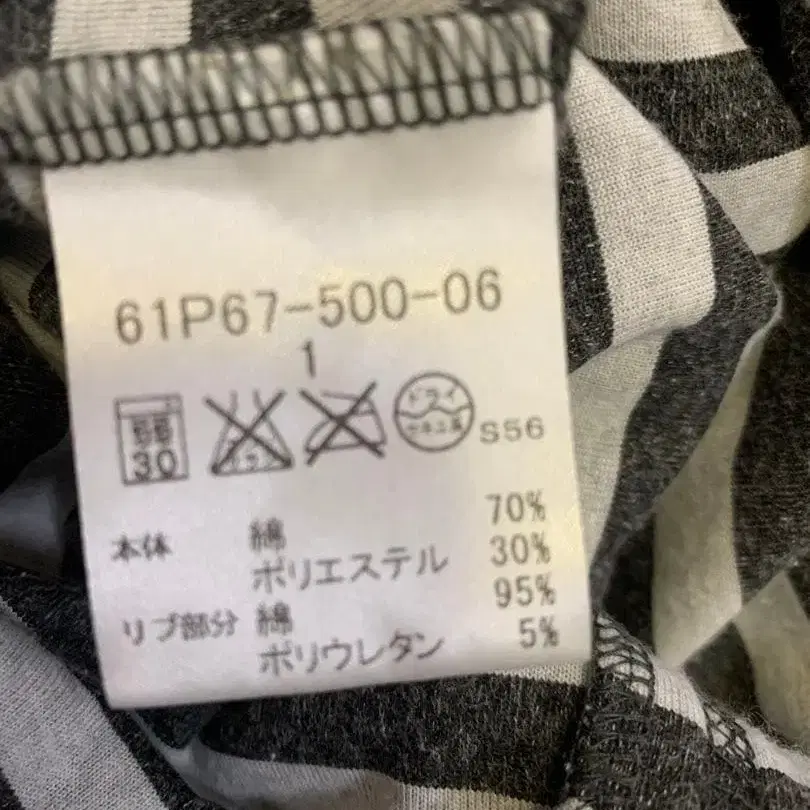 61P67-500-06
1
30
ドライ
セキユ系
S56
本体 綿 70%
ポリエステル 30%
リブ部分 綿 95%
ポリウレタン 5%